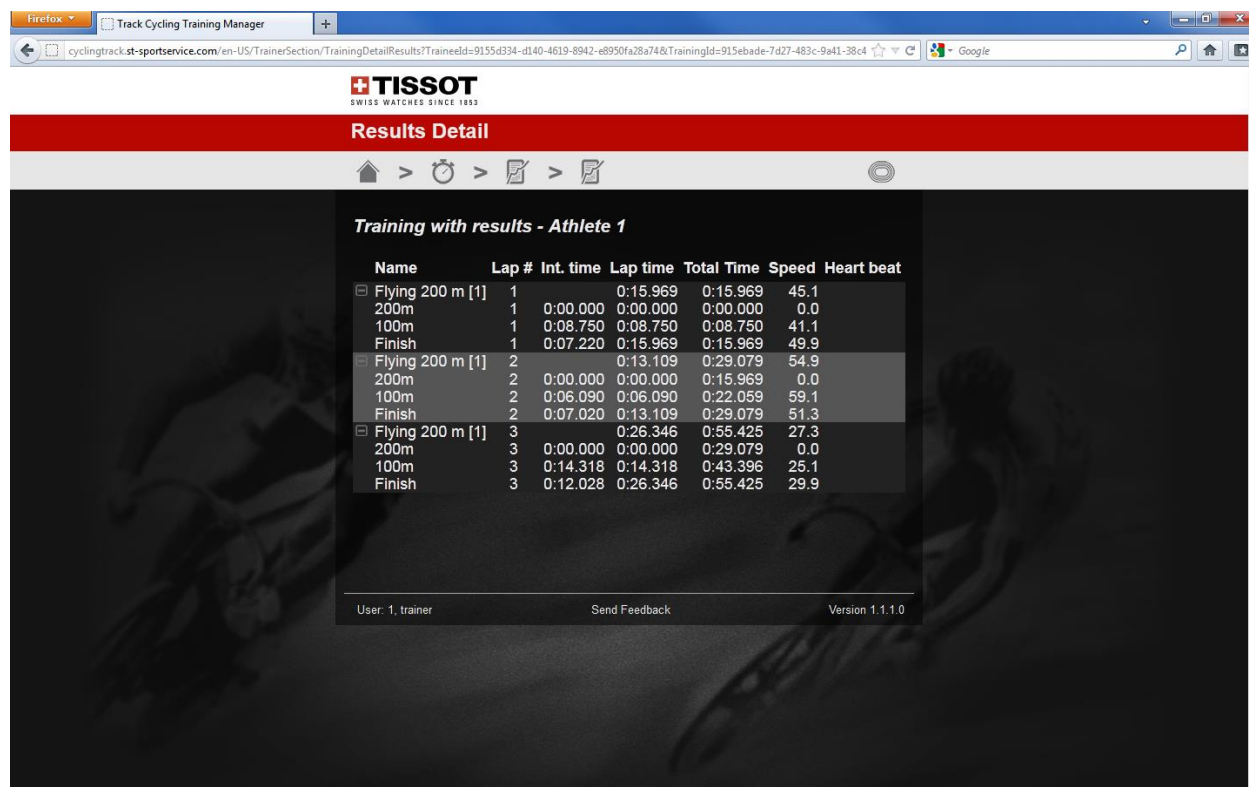 Firefox
Track Cycling Training Manager
cyclingtrack.st-sportservice.com/en-US/TrainerSection/TrainingDetailResults?TraineeId=9155d334-d140-4619-8942-e8950fa28a74&TrainingId=915ebade-7d27-483c-9a41-38c4 Google
TISSOT
SWISS WATCHES SINCE 1853
Results Detail
> > >
Training with results - Athlete 1
Name Lap # Int. time Lap time Total Time Speed Heart beat
Flying 200 m [1] 1 0:15.969 0:15.969 45.1
200m 1 0:00.000 0:00.000 0:00.000 0.0
100m 1 0:08.750 0:08.750 0:08.750 41.1
Finish 1 0:07.220 0:15.969 0:15.969 49.9
Flying 200 m [1] 2 0:13.109 0:29.079 54.9
200m 2 0:00.000 0:00.000 0:15.969 0.0
100m 2 0:06.090 0:06.090 0:22.059 59.1
Finish 2 0:07.020 0:13.109 0:29.079 51.3
Flying 200 m [1] 3 0:26.346 0:55.425 27.3
200m 3 0:00.000 0:00.000 0:29.079 0.0
100m 3 0:14.318 0:14.318 0:43.396 25.1
Finish 3 0:12.028 0:26.346 0:55.425 29.9
User: 1, trainer Send Feedback Version 1.1.1.0